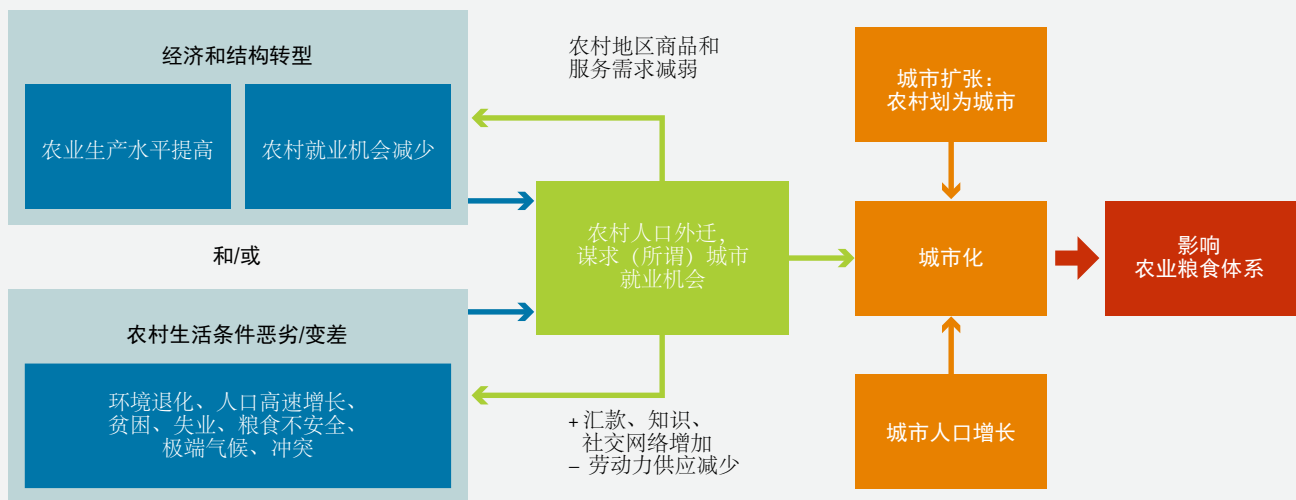 经济和结构转型
农业生产水平提高
农村就业机会减少
和/或
农村生活条件恶劣/变差
环境退化、人口高速增长、
贫困、失业、粮食不安全、
极端气候、冲突
农村地区商品和
服务需求减弱
农村人口外迁，
谋求（所谓）城市
就业机会
+ 汇款、知识、
社交网络增加
– 劳动力供应减少
城市扩张：
农村划为城市
城市化
城市人口增长
影响
农业粮食体系